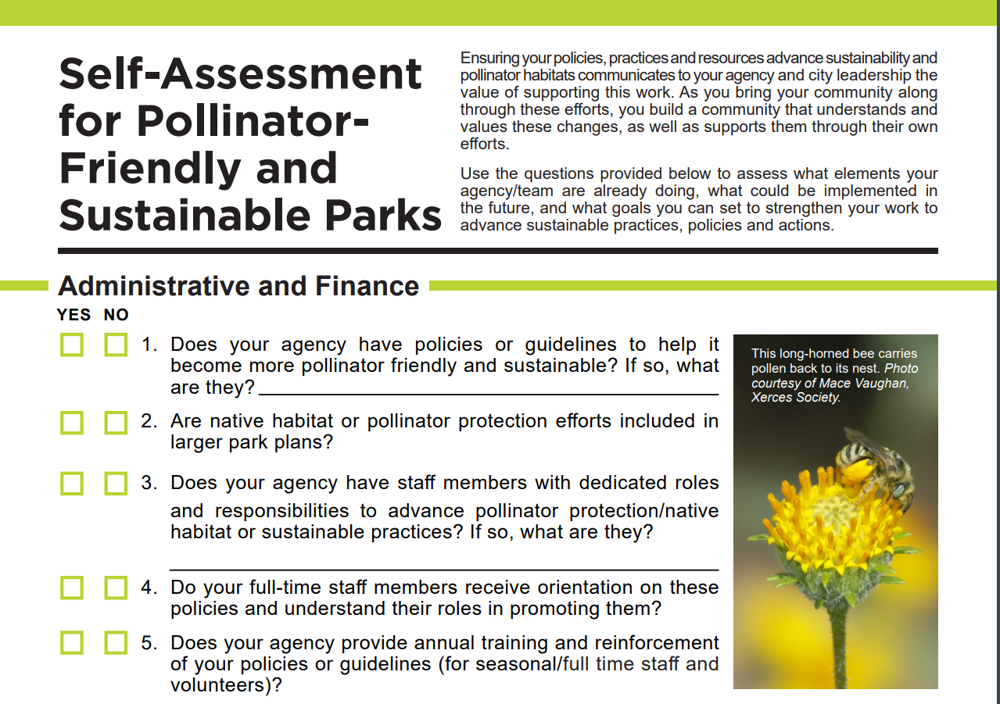 Self-Assessment
for Pollinator-
Friendly and
Sustainable Parks
Ensuring your policies, practices and resources advance sustainability and
pollinator habitats communicates to your agency and city leadership the
value of supporting this work. As you bring your community along
through these efforts, you build a community that understands and
values these changes, as well as supports them through their own
efforts.
Use the questions provided below to assess what elements your
agency/team are already doing, what could be implemented in
the future, and what goals you can set to strengthen your work to
advance sustainable practices, policies and actions.
Administrative and Finance
YES NO
1. Does your agency have policies or guidelines to help it
become more pollinator friendly and sustainable? If so, what
are they?
2. Are native habitat or pollinator protection efforts included in
larger park plans?
3. Does your agency have staff members with dedicated roles
and responsibilities to advance pollinator protection/native
habitat or sustainable practices? If so, what are they?
4. Do your full-time staff members receive orientation on these
policies and understand their roles in promoting them?
5. Does your agency provide annual training and reinforcement
of your policies or guidelines (for seasonal/full time staff and
volunteers)?
This long-horned bee carries
pollen back to its nest. Photo
courtesy of Mace Vaughan,
Xerces Society.